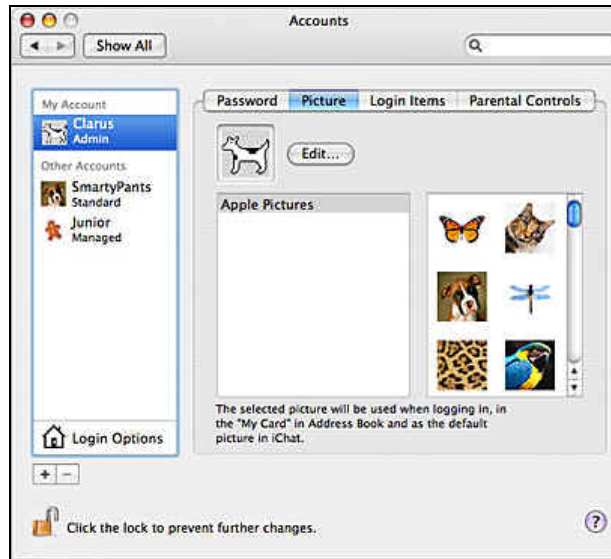 Accounts
Show All
My Account
Clarus
Admin
Other Accounts
SmartyPants
Standard
Junior
Managed
Login Options
Password Picture Login Items Parental Controls
Edit...
Apple Pictures
The selected picture will be used when logging in, in
the "My Card" in Address Book and as the default
picture in iChat.
+ −
Click the lock to prevent further changes.
?